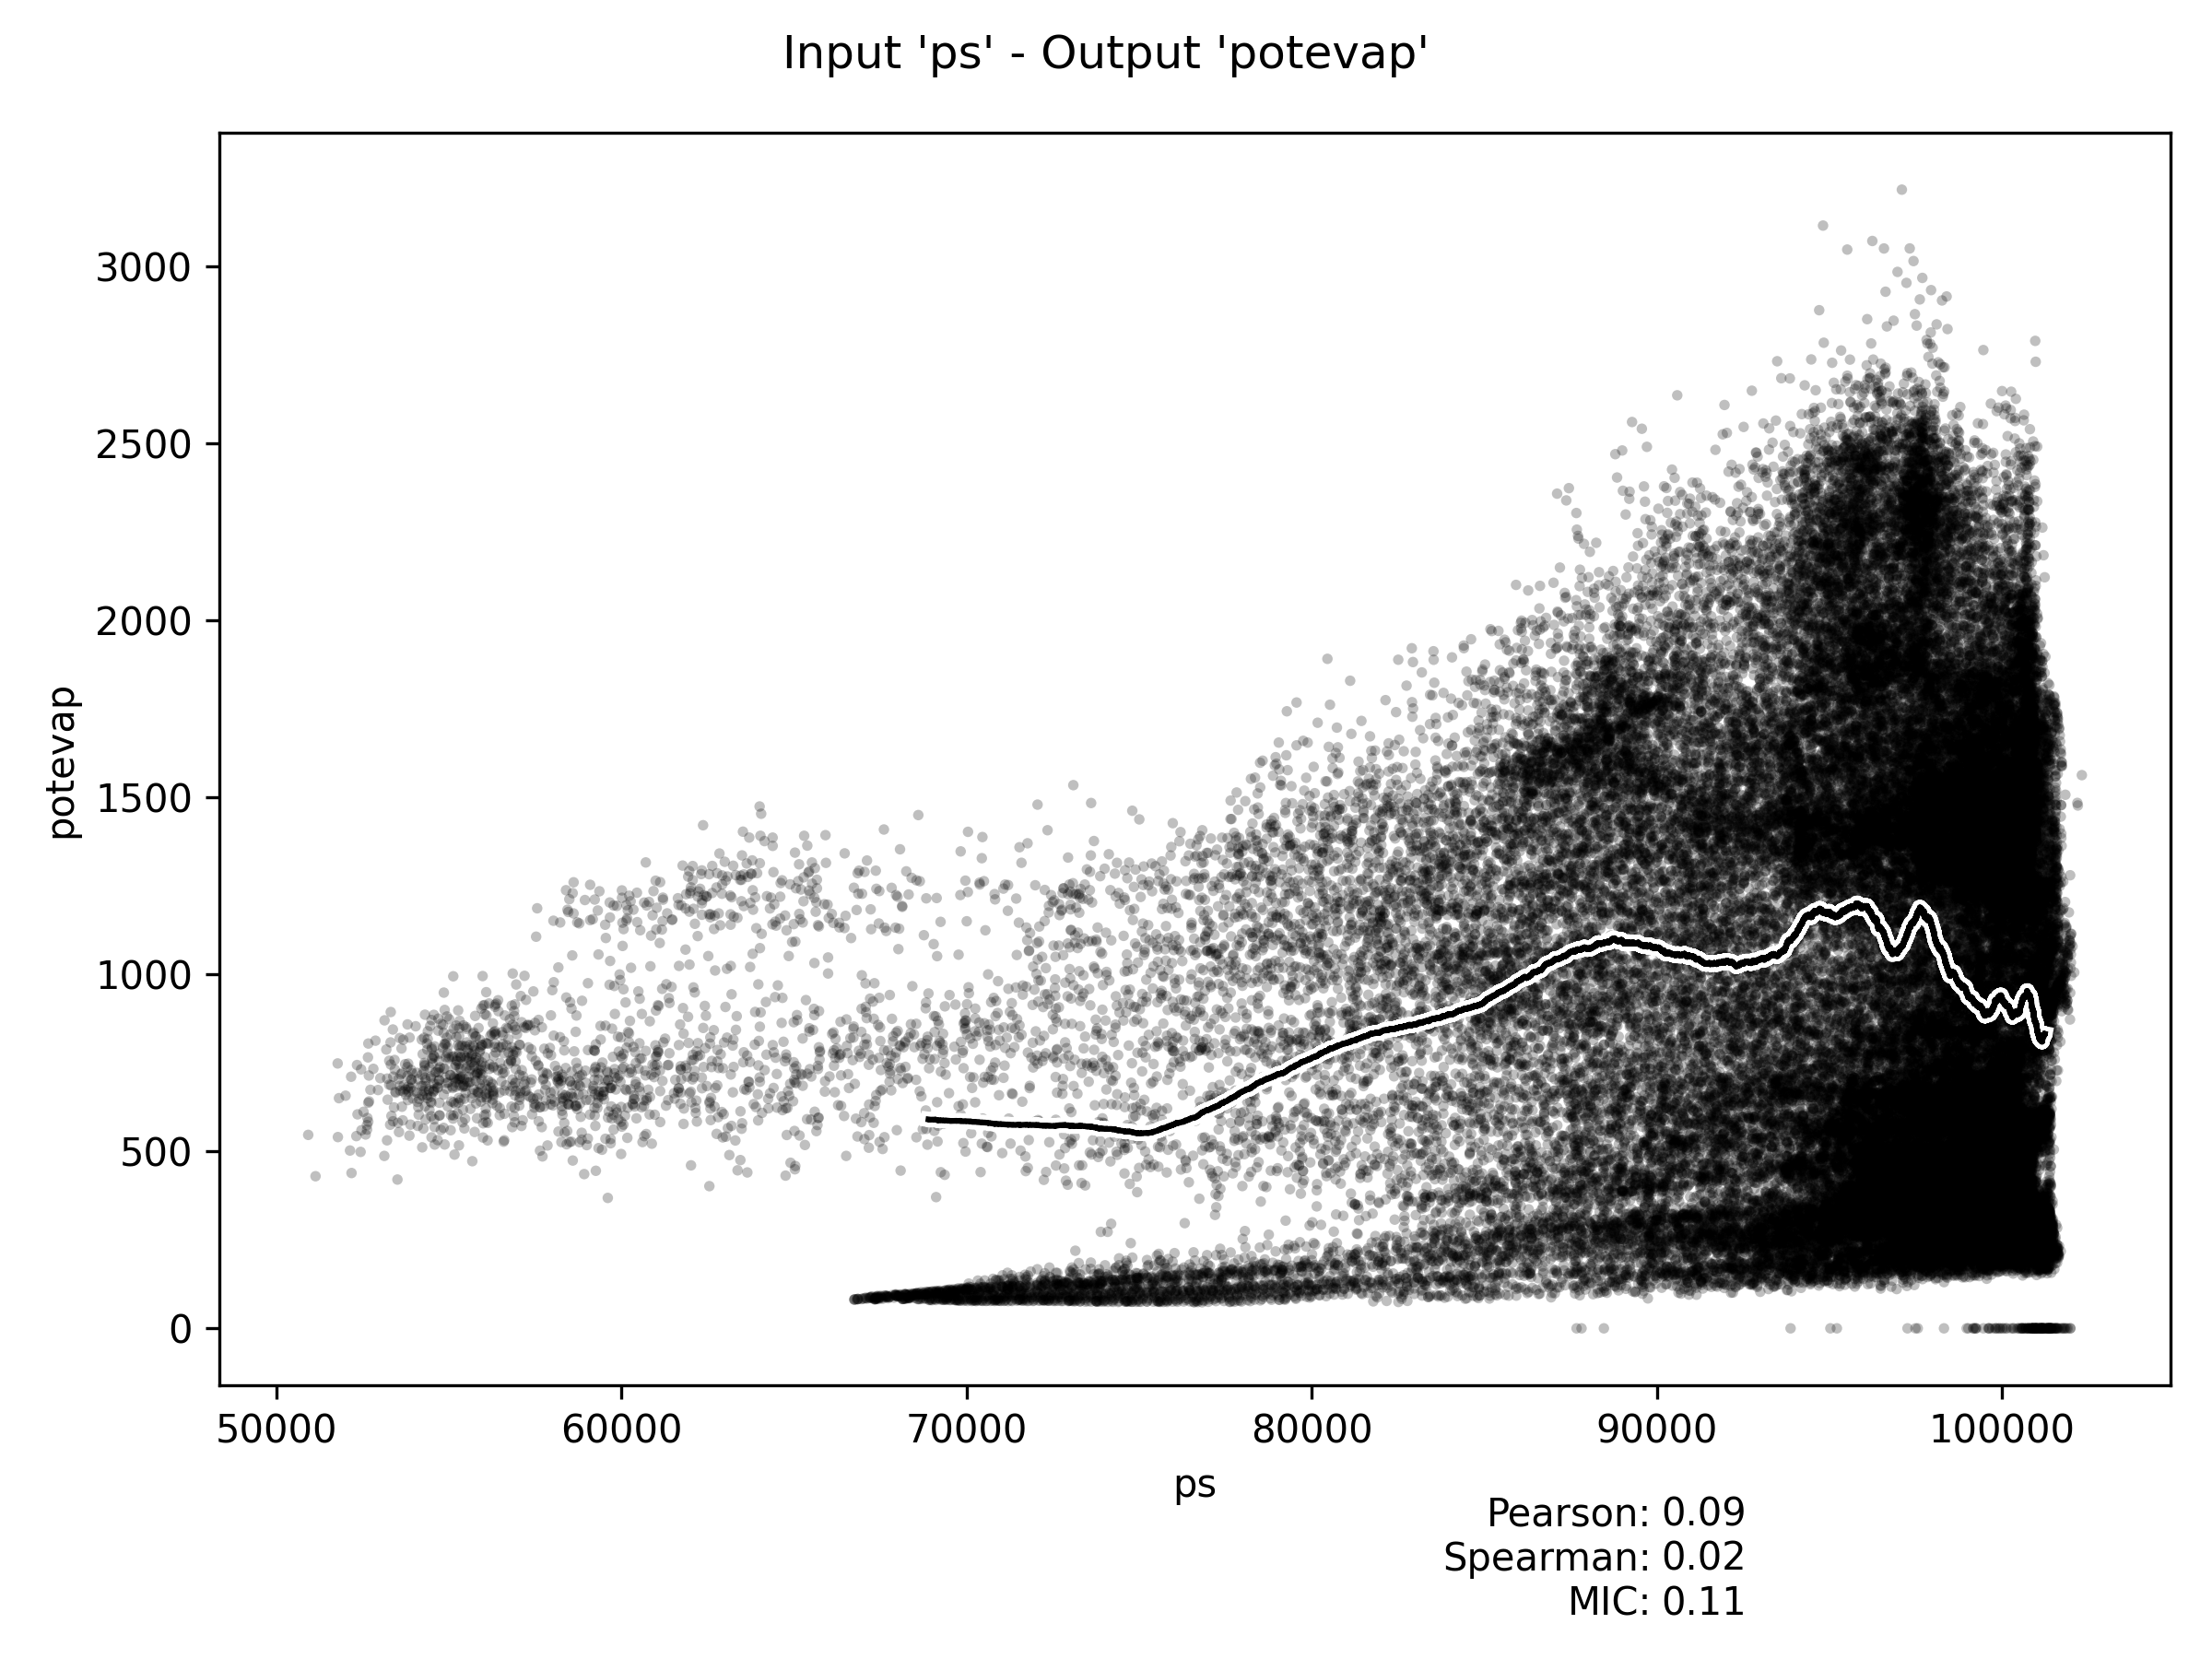 Input 'ps' - Output 'potevap'
3000
2500
2000
1500
1000
500
0
potevap
50000 60000 70000 80000 90000 100000
ps
Pearson: 0.09
Spearman: 0.02
MIC: 0.11